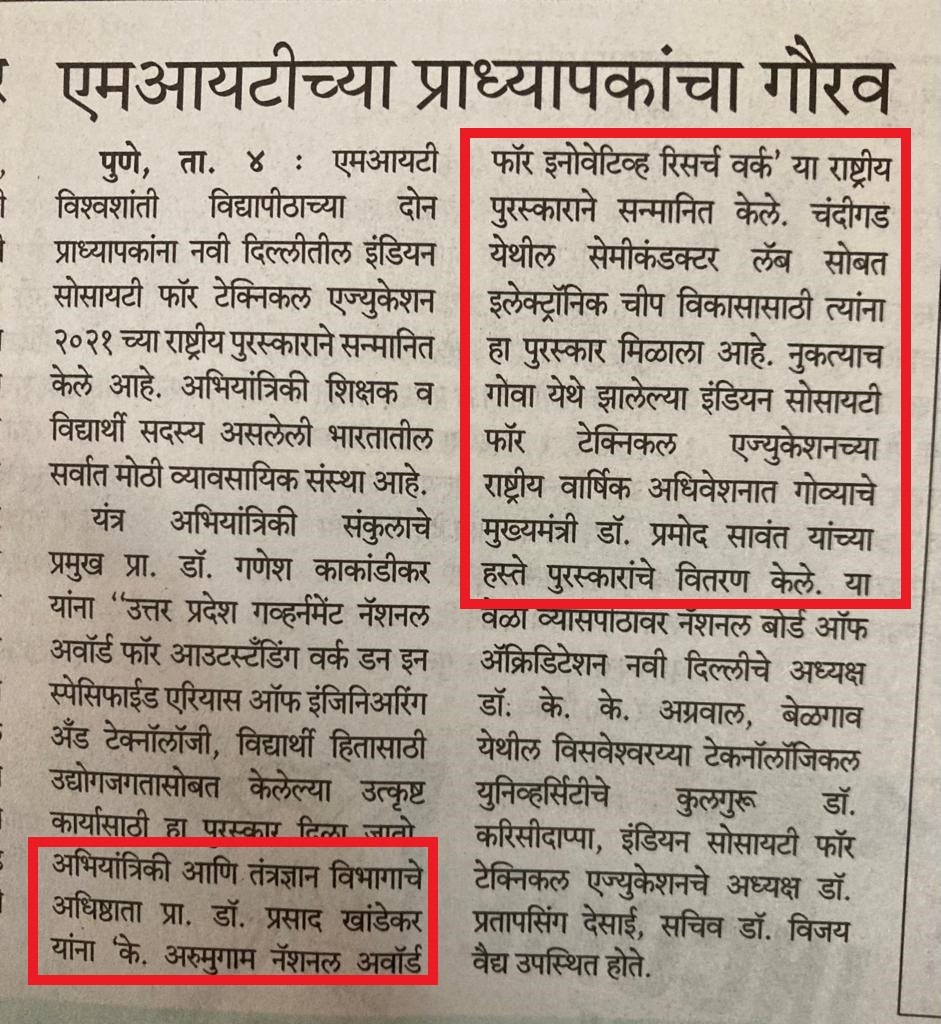 एमआयटीच्या प्राध्यापकांचा गौरव
पुणे, ता. ४ : एमआयटी
विश्वशांती विद्यापीठाच्या दोन
प्राध्यापकांना नवी दिल्लीतील इंडियन
सोसायटी फॉर टेक्निकल एज्युकेशन
२०२१ च्या राष्ट्रीय पुरस्काराने सन्मानित
केले आहे. अभियांत्रिकी शिक्षक व
विद्यार्थी सदस्य असलेली भारतातील
सर्वात मोठी व्यावसायिक संस्था आहे.
यंत्र अभियांत्रिकी संकुलाचे
प्रमुख प्रा. डॉ. गणेश काकांडीकर
यांना ‘‘उत्तर प्रदेश गव्हर्नमेंट नॅशनल
अवॉर्ड फॉर आउटस्टँडिंग वर्क डन इन
स्पेसिफाईड एरियास ऑफ इंजिनिअरिंग
अँड टेक्नॉलॉजी, विद्यार्थी हितासाठी
उद्योगजगतासोबत केलेल्या उत्कृष्ट
कार्यासाठी हा पुरस्कार दिला जातो.
अभियांत्रिकी आणि तंत्रज्ञान विभागाचे
अधिष्ठाता प्रा. डॉ. प्रसाद खांडेकर
यांना ‘के. अरुमुगाम नॅशनल अवॉर्ड
फॉर इनोवेटिव्ह रिसर्च वर्क’ या राष्ट्रीय
पुरस्काराने सन्मानित केले. चंदीगड
येथील सेमीकंडक्टर लॅब सोबत
इलेक्ट्रॉनिक चीप विकासासाठी त्यांना
हा पुरस्कार मिळाला आहे. नुकत्याच
गोवा येथे झालेल्या इंडियन सोसायटी
फॉर टेक्निकल एज्युकेशनच्या
राष्ट्रीय वार्षिक अधिवेशनात गोव्याचे
मुख्यमंत्री डॉ. प्रमोद सावंत यांच्या
हस्ते पुरस्कारांचे वितरण केले. या
वेळी व्यासपीठावर नॅशनल बोर्ड ऑफ
ॲक्रिडिटेशन नवी दिल्लीचे अध्यक्ष
डॉ. के. के. अग्रवाल, बेळगाव
येथील विसवेश्वरय्या टेकनॉलॉजिकल
युनिव्हर्सिटीचे कुलगुरू डॉ.
करिसीदाप्पा, इंडियन सोसायटी फॉर
टेक्निकल एज्युकेशनचे अध्यक्ष डॉ.
प्रतापसिंग देसाई, सचिव डॉ. विजय
वैद्य उपस्थित होते.